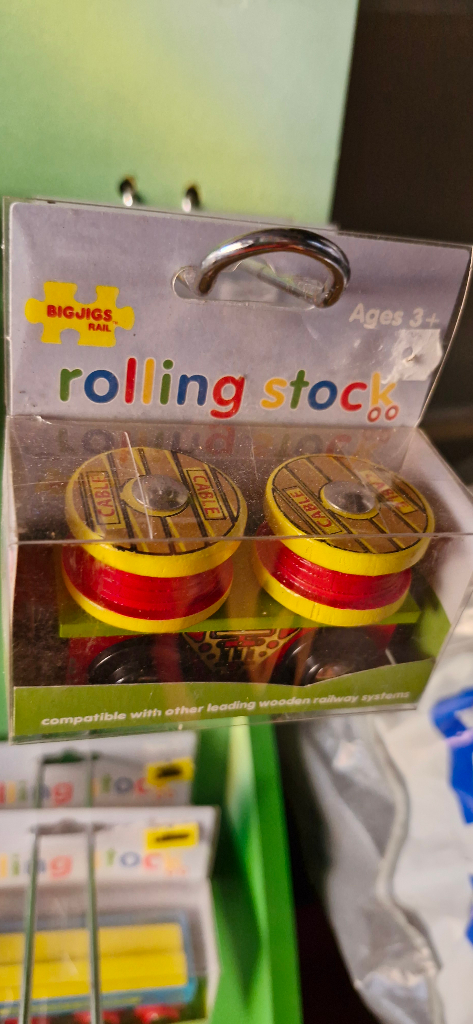 BIGJIGS
RAIL
Ages 3+
rolling stock
CABLE
CABLE
CABLE
CABLE
compatible with other leading wooden railway systems